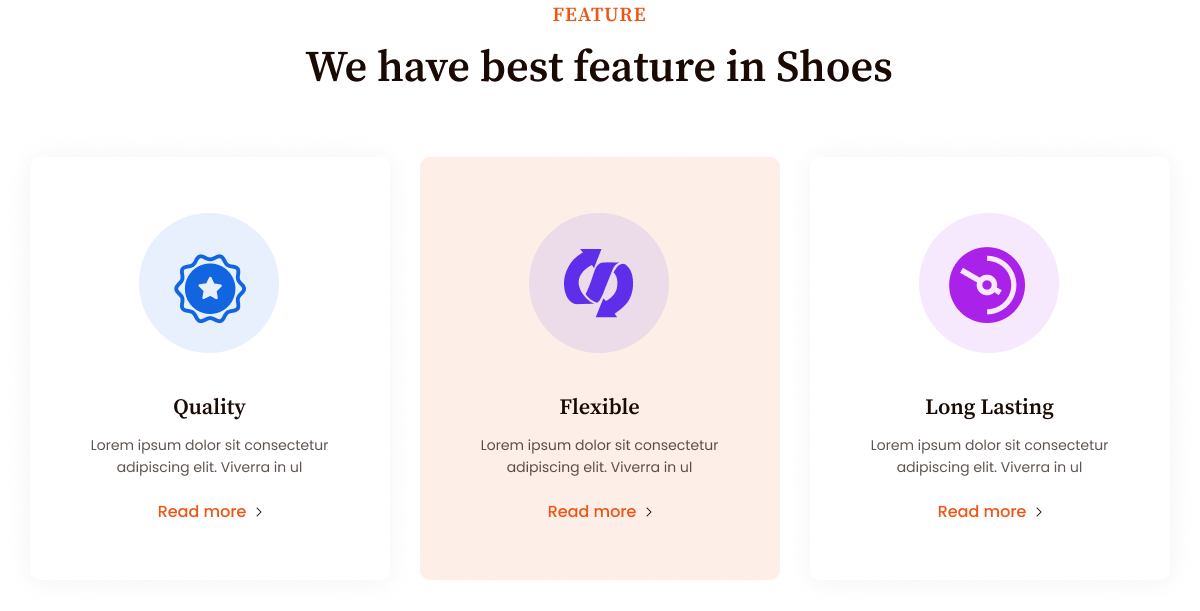 FEATURE
We have best feature in Shoes
Quality
Lorem ipsum dolor sit consectetur
adipiscing elit. Viverra in ul
Read more
Flexible
Lorem ipsum dolor sit consectetur
adipiscing elit. Viverra in ul
Read more
Long Lasting
Lorem ipsum dolor sit consectetur
adipiscing elit. Viverra in ul
Read more